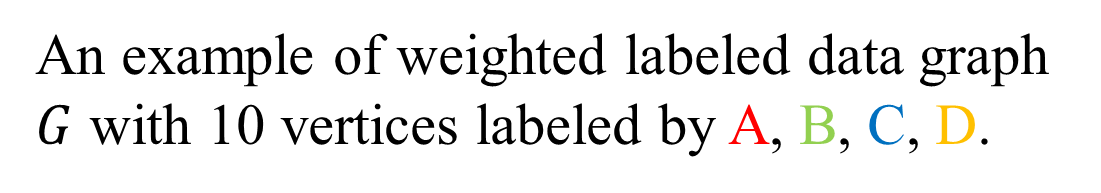 An example of weighted labeled data graph
G with 10 vertices labeled by A, B, C, D.